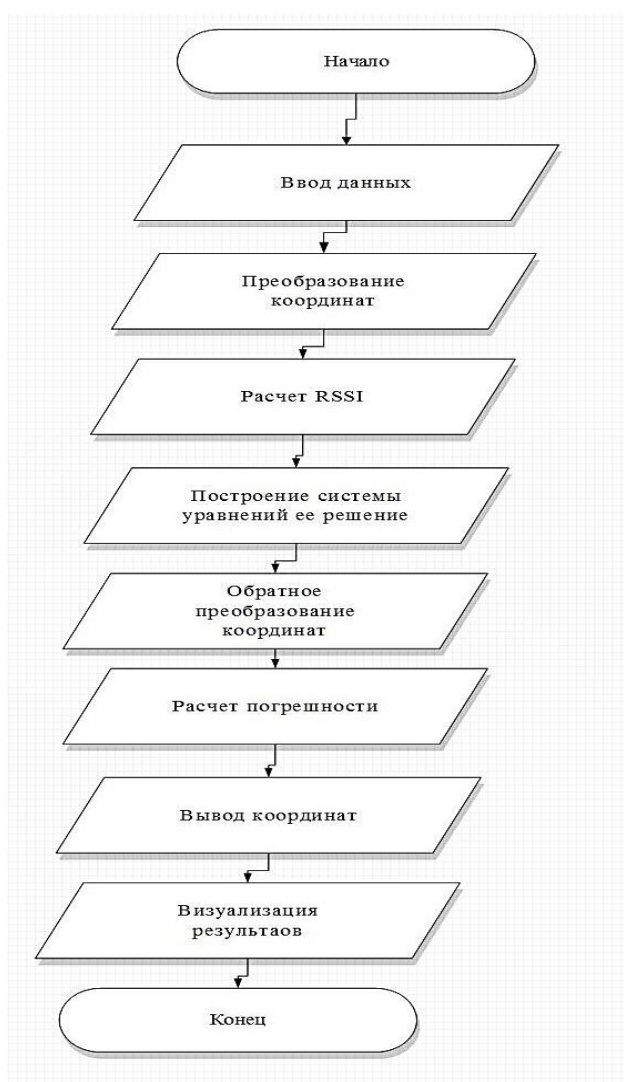 Начало
Ввод данных
Преобразование
координат
Расчет RSSI
Построение системы
уравнений ее решение
Обратное
преобразование
координат
Расчет погрешности
Вывод координат
Визуализация
результаов
Конец